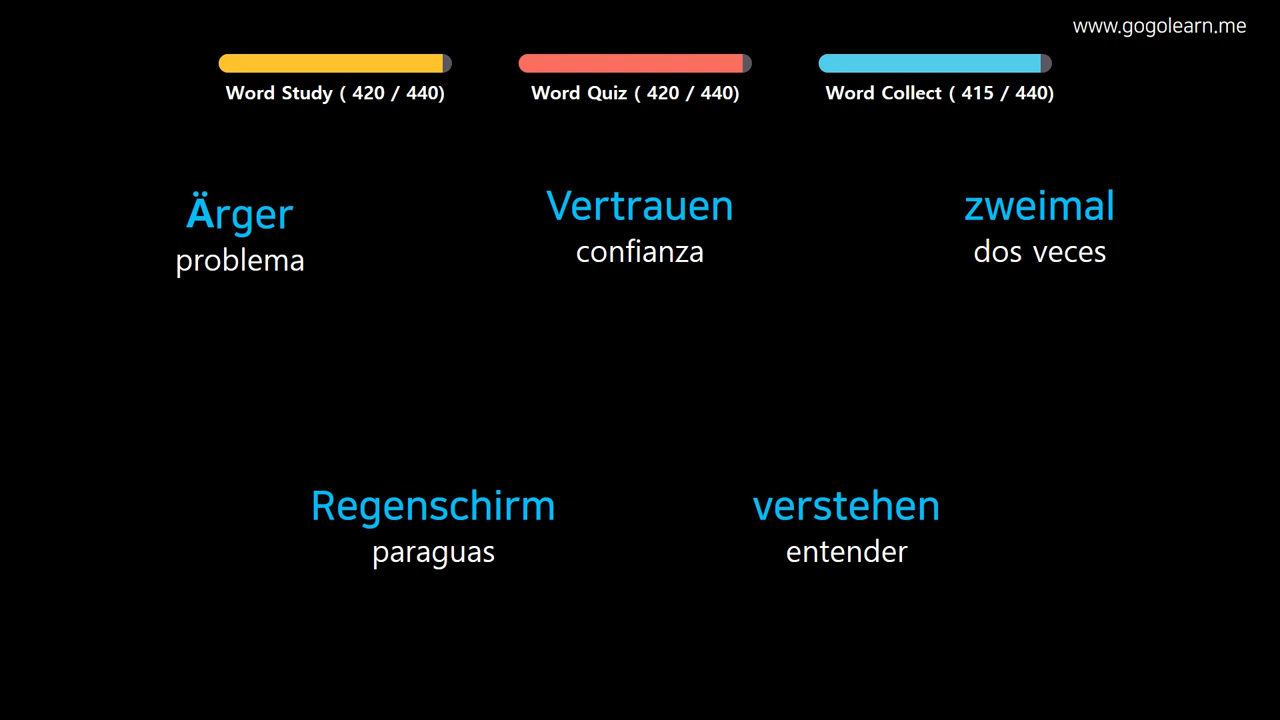 www.gogolearn.me
Word Study ( 420 / 440)
Word Quiz ( 420 / 440)
Word Collect ( 415 / 440)
Ärger
problema
Vertrauen
confianza
zweimal
dos veces
Regenschirm
paraguas
verstehen
entender